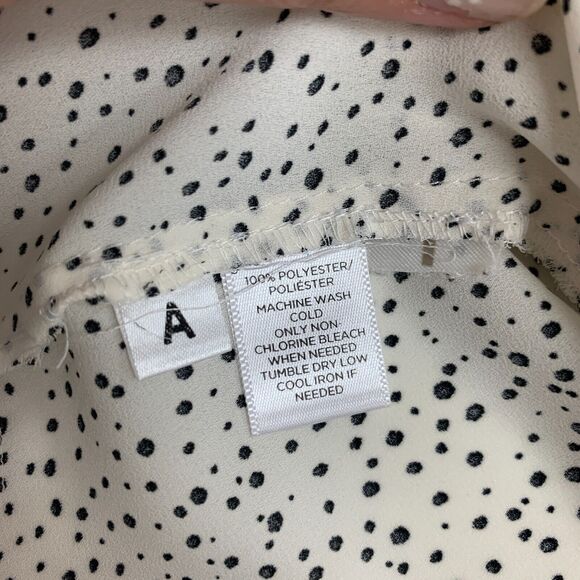 A
100% POLYESTER/
POLIÉSTER
MACHINE WASH
COLD
ONLY NON-
CHLORINE BLEACH
WHEN NEEDED
TUMBLE DRY LOW
COOL IRON IF
NEEDED